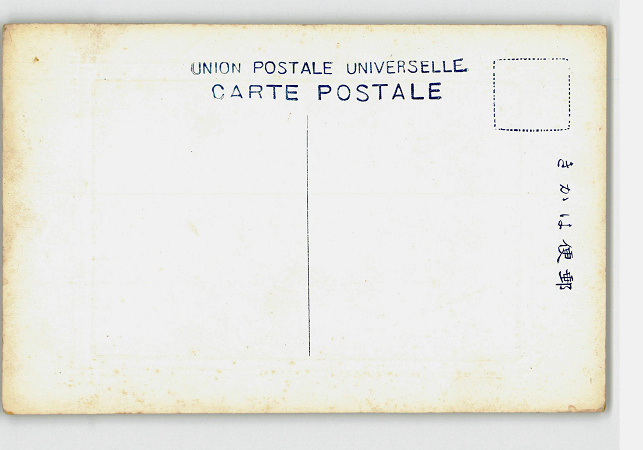 UNION POSTALE UNIVERSELLE
CARTE POSTALE
郵便はかき